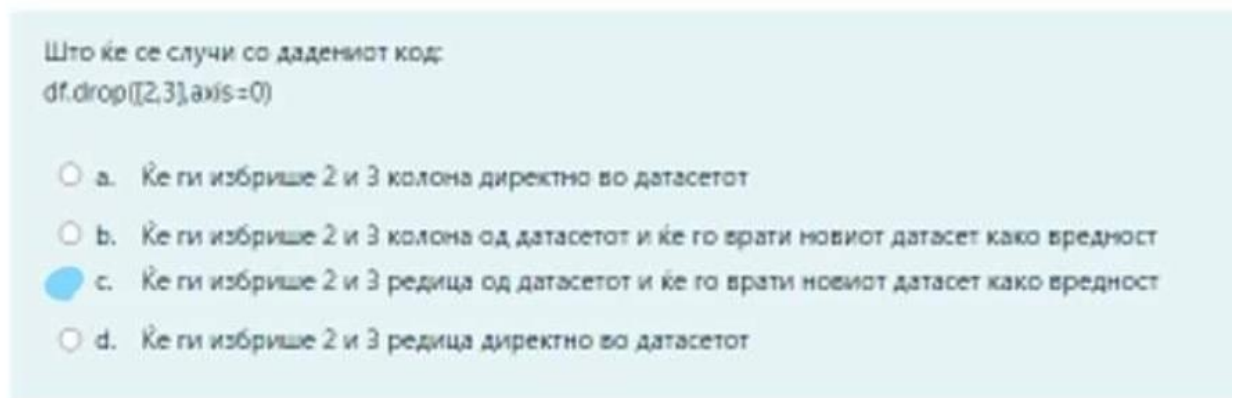 Што ќе се случи со дадениот код:
df.drop([2,3],axis=0)
a. Ќе ги избрише 2 и 3 колона директно во датасетот
b. Ќе ги избрише 2 и 3 колона од датасетот и ќе го врати новиот датасет како вредност
c. Ќе ги избрише 2 и 3 редица од датасетот и ќе го врати новиот датасет како вредност
d. Ќе ги избрише 2 и 3 редица директно во датасетот